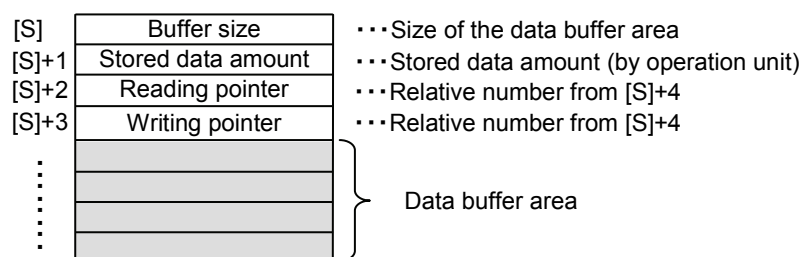 [S] Buffer size ···Size of the data buffer area
[S]+1 Stored data amount ···Stored data amount (by operation unit)
[S]+2 Reading pointer ···Relative number from [S]+4
[S]+3 Writing pointer ···Relative number from [S]+4
Data buffer area